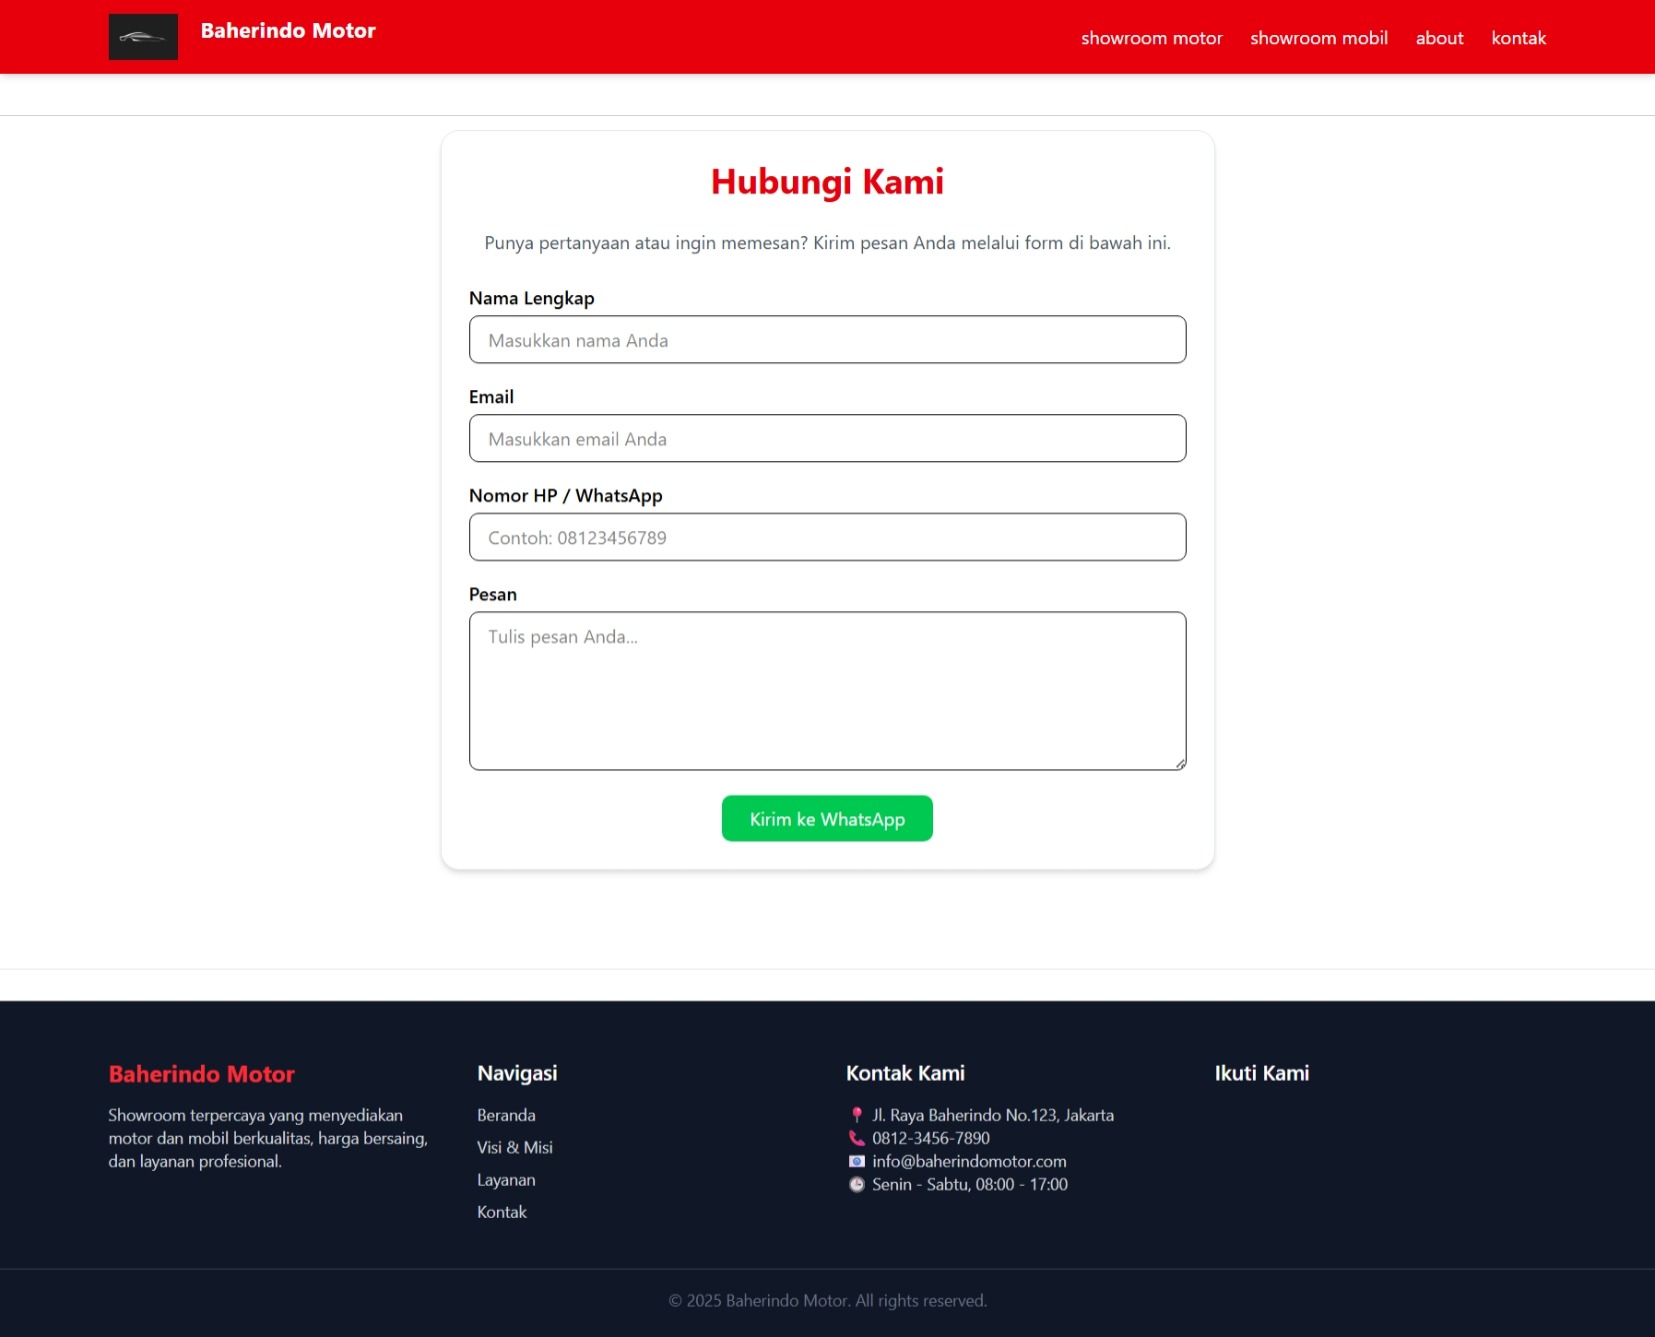 Baherindo Motor
showroom motor showroom mobil about kontak
Hubungi Kami
Punya pertanyaan atau ingin memesan? Kirim pesan Anda melalui form di bawah ini.
Nama Lengkap
Masukkan nama Anda
Email
Masukkan email Anda
Nomor HP / WhatsApp
Contoh: 08123456789
Pesan
Tulis pesan Anda...
Kirim ke WhatsApp
Baherindo Motor
Showroom terpercaya yang menyediakan
motor dan mobil berkualitas, harga bersaing,
dan layanan profesional.
Navigasi
Beranda
Visi & Misi
Layanan
Kontak
Kontak Kami
📍 Jl. Raya Baherindo No.123, Jakarta
📞 0812-3456-7890
📧 info@baherindomotor.com
🕒 Senin - Sabtu, 08:00 - 17:00
Ikuti Kami
© 2025 Baherindo Motor. All rights reserved.